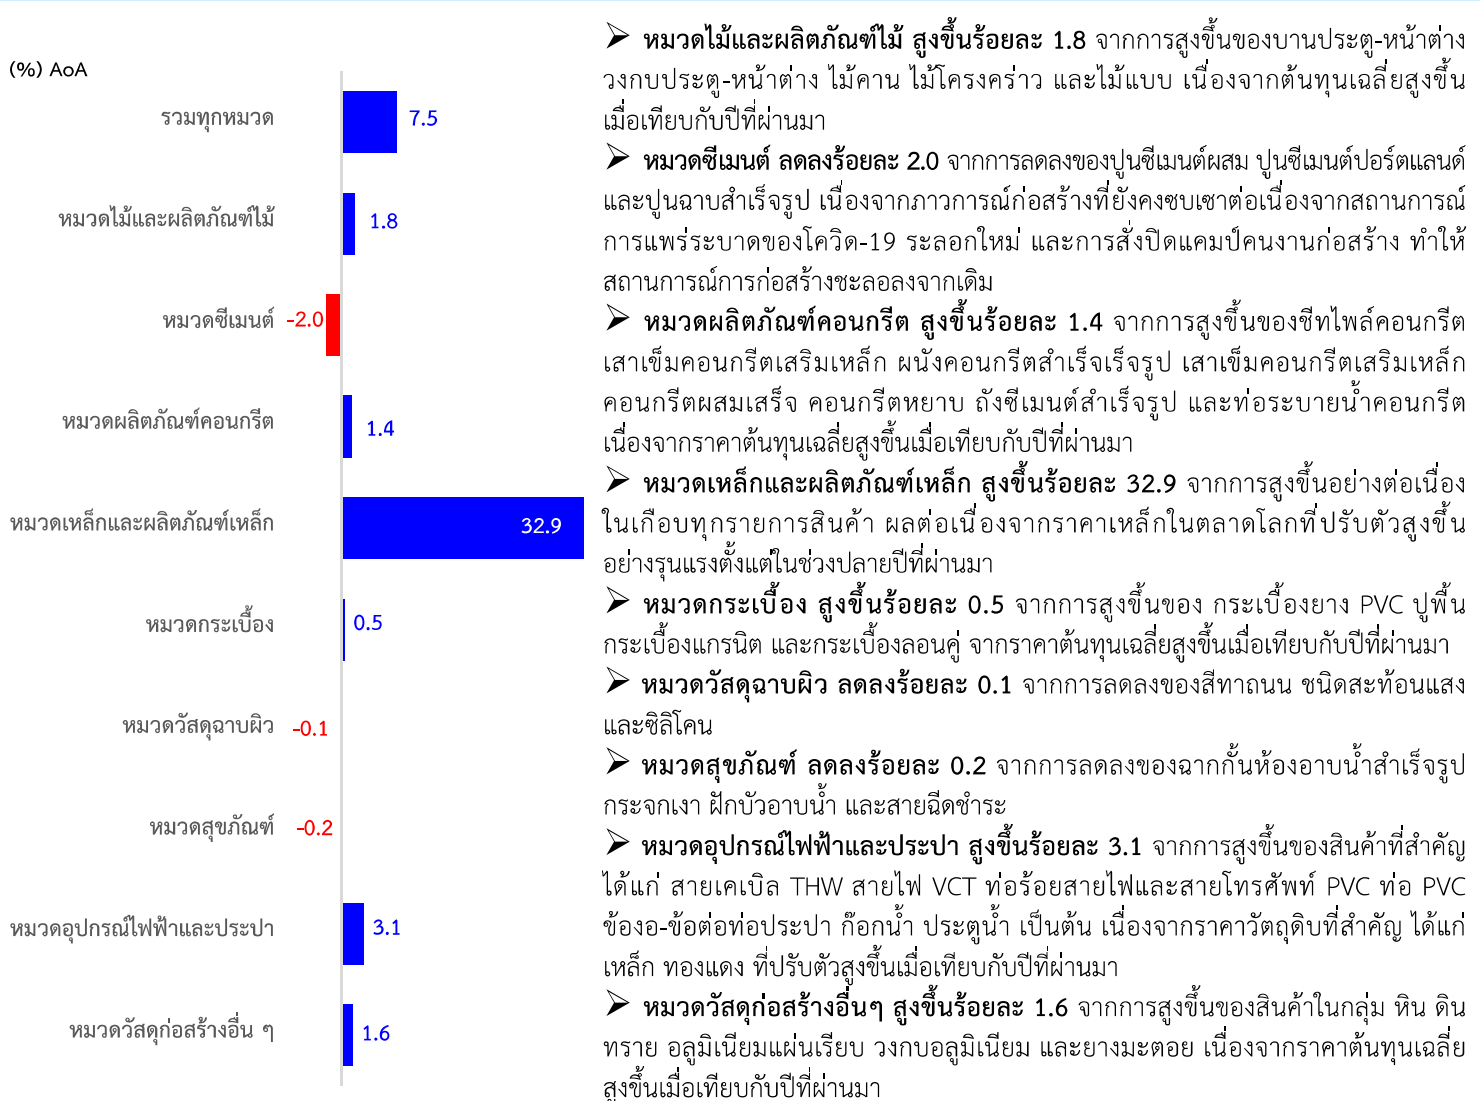 (%) AoA
รวมทุกหมวด 7.5
หมวดไม้และผลิตภัณฑ์ไม้ 1.8
หมวดซีเมนต์ -2.0
หมวดผลิตภัณฑ์คอนกรีต 1.4
หมวดเหล็กและผลิตภัณฑ์เหล็ก 32.9
หมวดกระเบื้อง 0.5
หมวดวัสดุฉาบผิว -0.1
หมวดสุขภัณฑ์ -0.2
หมวดอุปกรณ์ไฟฟ้าและประปา 3.1
หมวดวัสดุก่อสร้างอื่น ๆ 1.6
➢ หมวดไม้และผลิตภัณฑ์ไม้ สูงขึ้นร้อยละ 1.8 จากการสูงขึ้นของบานประตู-หน้าต่าง
วงกบประตู-หน้าต่าง ไม้คาน ไม้โครงคร่าว และไม้แบบ เนื่องจากต้นทุนเฉลี่ยสูงขึ้น
เมื่อเทียบกับปีที่ผ่านมา
➢ หมวดซีเมนต์ ลดลงร้อยละ 2.0 จากการลดลงของปูนซีเมนต์ผสม ปูนซีเมนต์ปอร์ตแลนด์
และปูนฉาบสำเร็จรูป เนื่องจากภาวการณ์ก่อสร้างที่ยังคงซบเซาต่อเนื่องจากสถานการณ์
การแพร่ระบาดของโควิด-19 ระลอกใหม่ และการสั่งปิดแคมป์คนงานก่อสร้าง ทำให้
สถานการณ์การก่อสร้างชะลอลงจากเดิม
➢ หมวดผลิตภัณฑ์คอนกรีต สูงขึ้นร้อยละ 1.4 จากการสูงขึ้นของชีทไพล์คอนกรีต
เสาเข็มคอนกรีตเสริมเหล็ก ผนังคอนกรีตสำเร็จเร็จรูป เสาเข็มคอนกรีตเสริมเหล็ก
คอนกรีตผสมเสร็จ คอนกรีตหยาบ ถังซีเมนต์สำเร็จรูป และท่อระบายน้ำคอนกรีต
เนื่องจากราคาต้นทุนเฉลี่ยสูงขึ้นเมื่อเทียบกับปีที่ผ่านมา
➢ หมวดเหล็กและผลิตภัณฑ์เหล็ก สูงขึ้นร้อยละ 32.9 จากการสูงขึ้นอย่างต่อเนื่อง
ในเกือบทุกรายการสินค้า ผลต่อเนื่องจากราคาเหล็กในตลาดโลกที่ปรับตัวสูงขึ้น
อย่างรุนแรงตั้งแต่ในช่วงปลายปีที่ผ่านมา
➢ หมวดกระเบื้อง สูงขึ้นร้อยละ 0.5 จากการสูงขึ้นของ กระเบื้องยาง PVC ปูพื้น
กระเบื้องแกรนิต และกระเบื้องลอนคู่ จากราคาต้นทุนเฉลี่ยสูงขึ้นเมื่อเทียบกับปีที่ผ่านมา
➢ หมวดวัสดุฉาบผิว ลดลงร้อยละ 0.1 จากการลดลงของสีทาถนน ชนิดสะท้อนแสง
และซิลิโคน
➢ หมวดสุขภัณฑ์ ลดลงร้อยละ 0.2 จากการลดลงของฉากกั้นห้องอาบน้ำสำเร็จรูป
กระจกเงา ฝักบัวอาบน้ำ และสายฉีดชำระ
➢ หมวดอุปกรณ์ไฟฟ้าและประปา สูงขึ้นร้อยละ 3.1 จากการสูงขึ้นของสินค้าที่สำคัญ
ได้แก่ สายเคเบิล THW สายไฟ VCT ท่อร้อยสายไฟและสายโทรศัพท์ PVC ท่อ PVC
ข้องอ-ข้อต่อท่อประปา ก๊อกน้ำ ประตูน้ำ เป็นต้น เนื่องจากราคาวัตถุดิบที่สำคัญ ได้แก่
เหล็ก ทองแดง ที่ปรับตัวสูงขึ้นเมื่อเทียบกับปีที่ผ่านมา
➢ หมวดวัสดุก่อสร้างอื่นๆ สูงขึ้นร้อยละ 1.6 จากการสูงขึ้นของสินค้าในกลุ่ม หิน ดิน
ทราย อลูมิเนียมแผ่นเรียบ วงกบอลูมิเนียม และยางมะตอย เนื่องจากราคาต้นทุนเฉลี่ย
สูงขึ้นเมื่อเทียบกับปีที่ผ่านมา